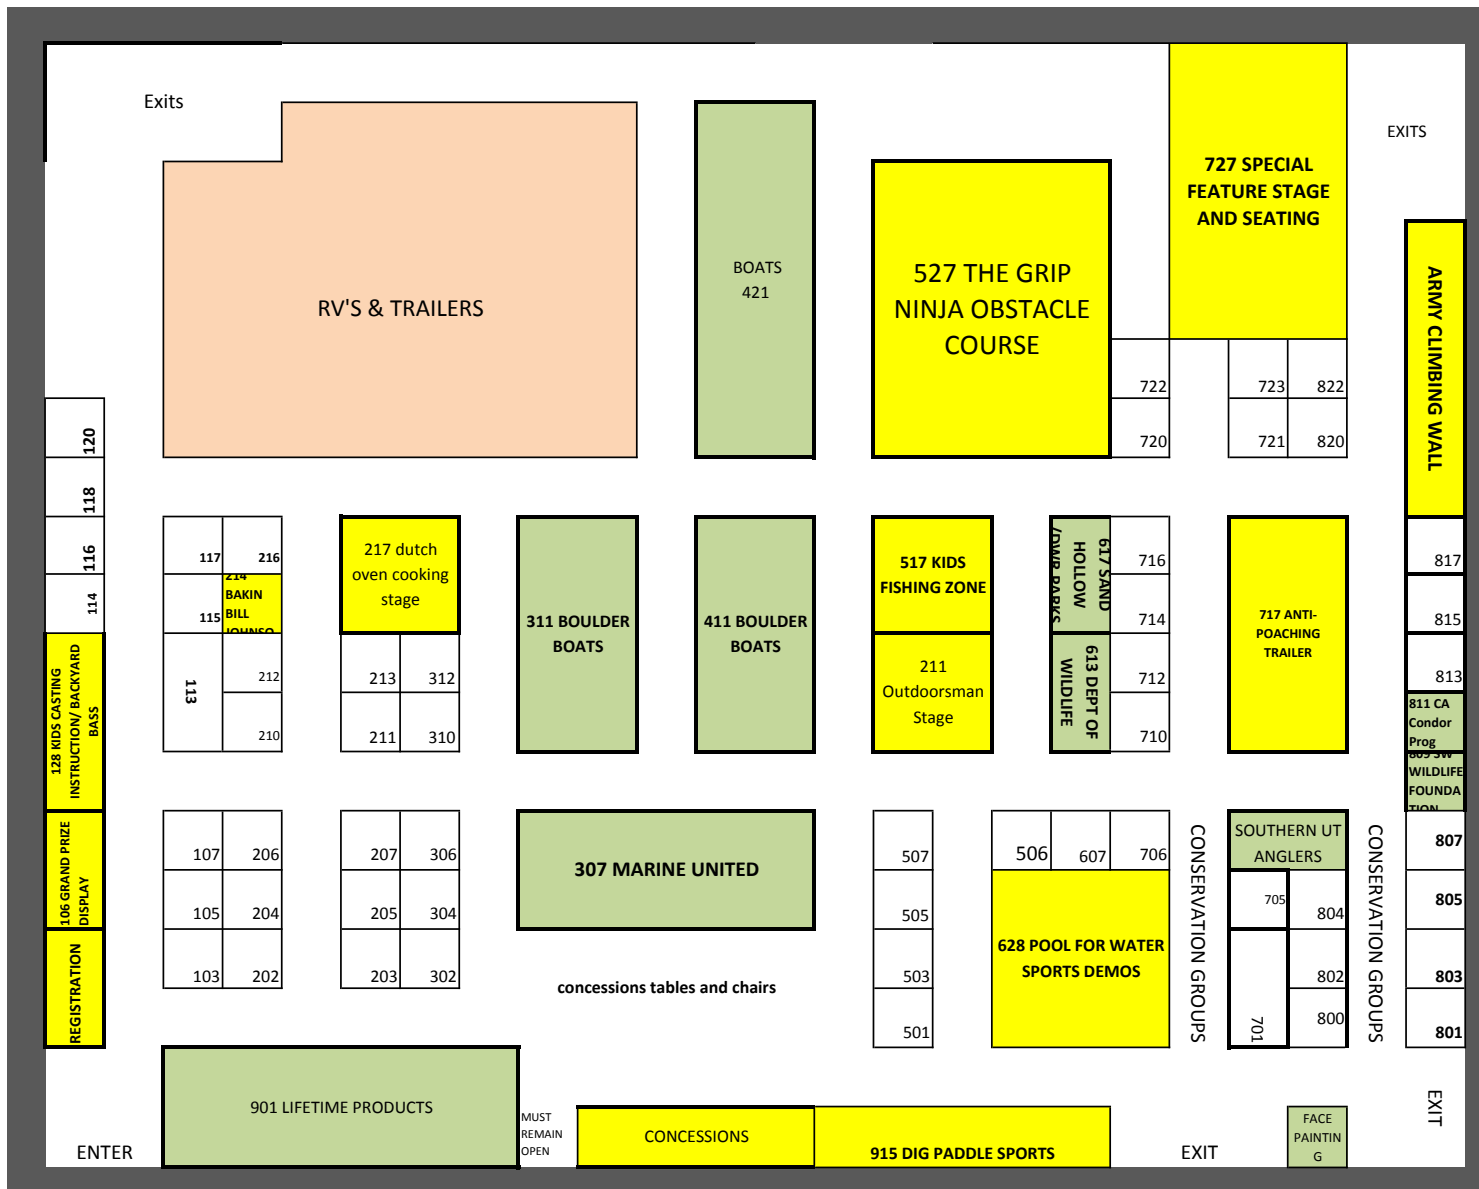 Exits
EXITS
727 SPECIAL
FEATURE STAGE
AND SEATING
BOATS
421
527 THE GRIP
NINJA OBSTACLE
COURSE
RV'S & TRAILERS
ARMY CLIMBING WALL
722
723
822
720
721
820
120
118
116
114
117
216
115
214
BAKIN
BILL
JOHNSO
113
212
210
217 dutch
oven cooking
stage
213
312
211
310
311 BOULDER
BOATS
411 BOULDER
BOATS
517 KIDS
FISHING ZONE
211
Outdoorsman
Stage
617 SAND
HOLLOW
/DWR PARKS
613 DEPT OF
WILDLIFE
716
714
712
710
717 ANTI-
POACHING
TRAILER
817
815
813
811 CA
Condor
Prog
809 SW
WILDLIFE
FOUNDA
TION
128 KIDS CASTING
INSTRUCTION/ BACKYARD
BASS
106 GRAND PRIZE
DISPLAY
REGISTRATION
107
206
105
204
103
202
207
306
205
304
203
302
307 MARINE UNITED
concessions tables and chairs
507
505
503
501
506
607
706
628 POOL FOR WATER
SPORTS DEMOS
CONSERVATION GROUPS
SOUTHERN UT
ANGLERS
705
804
802
701
800
CONSERVATION GROUPS
807
805
803
801
901 LIFETIME PRODUCTS
MUST
REMAIN
OPEN
CONCESSIONS
915 DIG PADDLE SPORTS
FACE
PAINTIN
G
EXIT
ENTER
EXIT